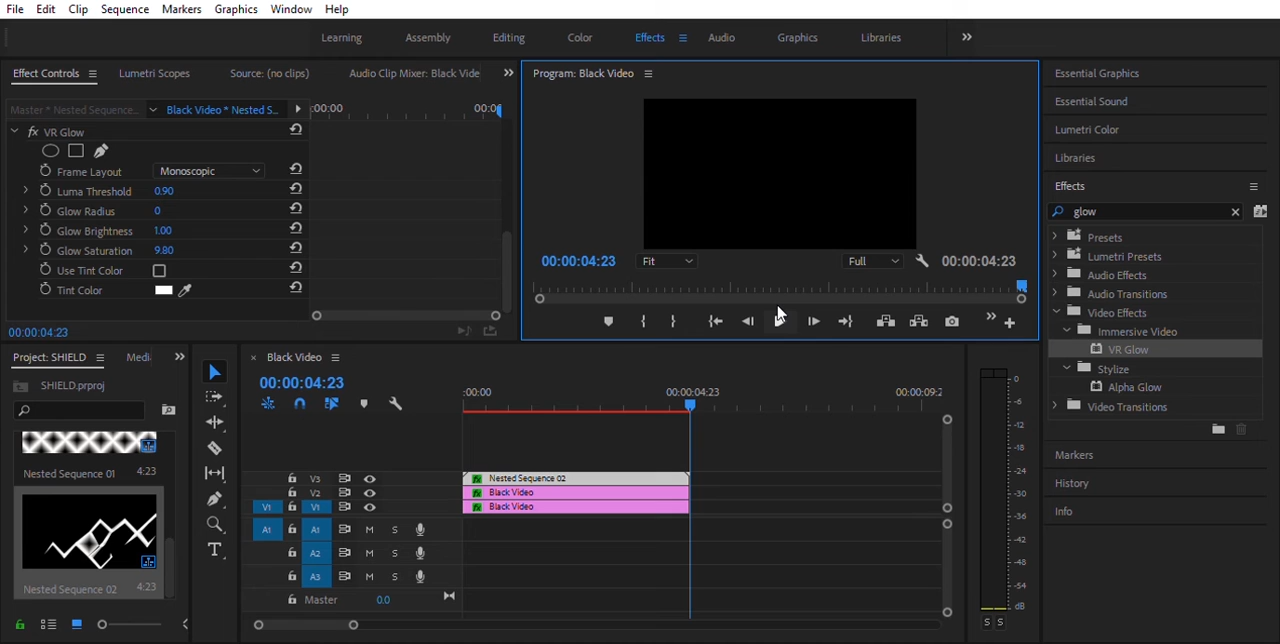 File Edit Clip Sequence Markers Graphics Window Help
Learning Assembly Editing Color Effects Audio Graphics Libraries
Effect Controls Lumetri Scopes Source: (no clips) Audio Clip Mixer: Black Vide
Master * Nested Sequence... Black Video * Nested S... :00:00 00:0
fx VR Glow
Frame Layout Monoscopic
Luma Threshold 0.90
Glow Radius 0
Glow Brightness 1.00
Glow Saturation 9.80
Use Tint Color
Tint Color
00:00:04:23
Program: Black Video
00:00:04:23 Fit Full 00:00:04:23
Essential Graphics
Essential Sound
Lumetri Color
Libraries
Effects
glow
Presets
Lumetri Presets
Audio Effects
Audio Transitions
Video Effects
Immersive Video
VR Glow
Stylize
Alpha Glow
Video Transitions
Markers
History
Info
Project: SHIELD Medi
SHIELD.prproj
Nested Sequence 01 4:23
Nested Sequence 02 4:23
Black Video
00:00:04:23
:00:00 00:00:04:23 00:00:09:2
V3 fx Nested Sequence 02
V2 fx Black Video
V1 V1 fx Black Video
A1 A1 M S
A2 M S
A3 M S
Master 0.0
0
-6
-12
-18
-24
-30
-36
-42
-48
-54
dB
S S